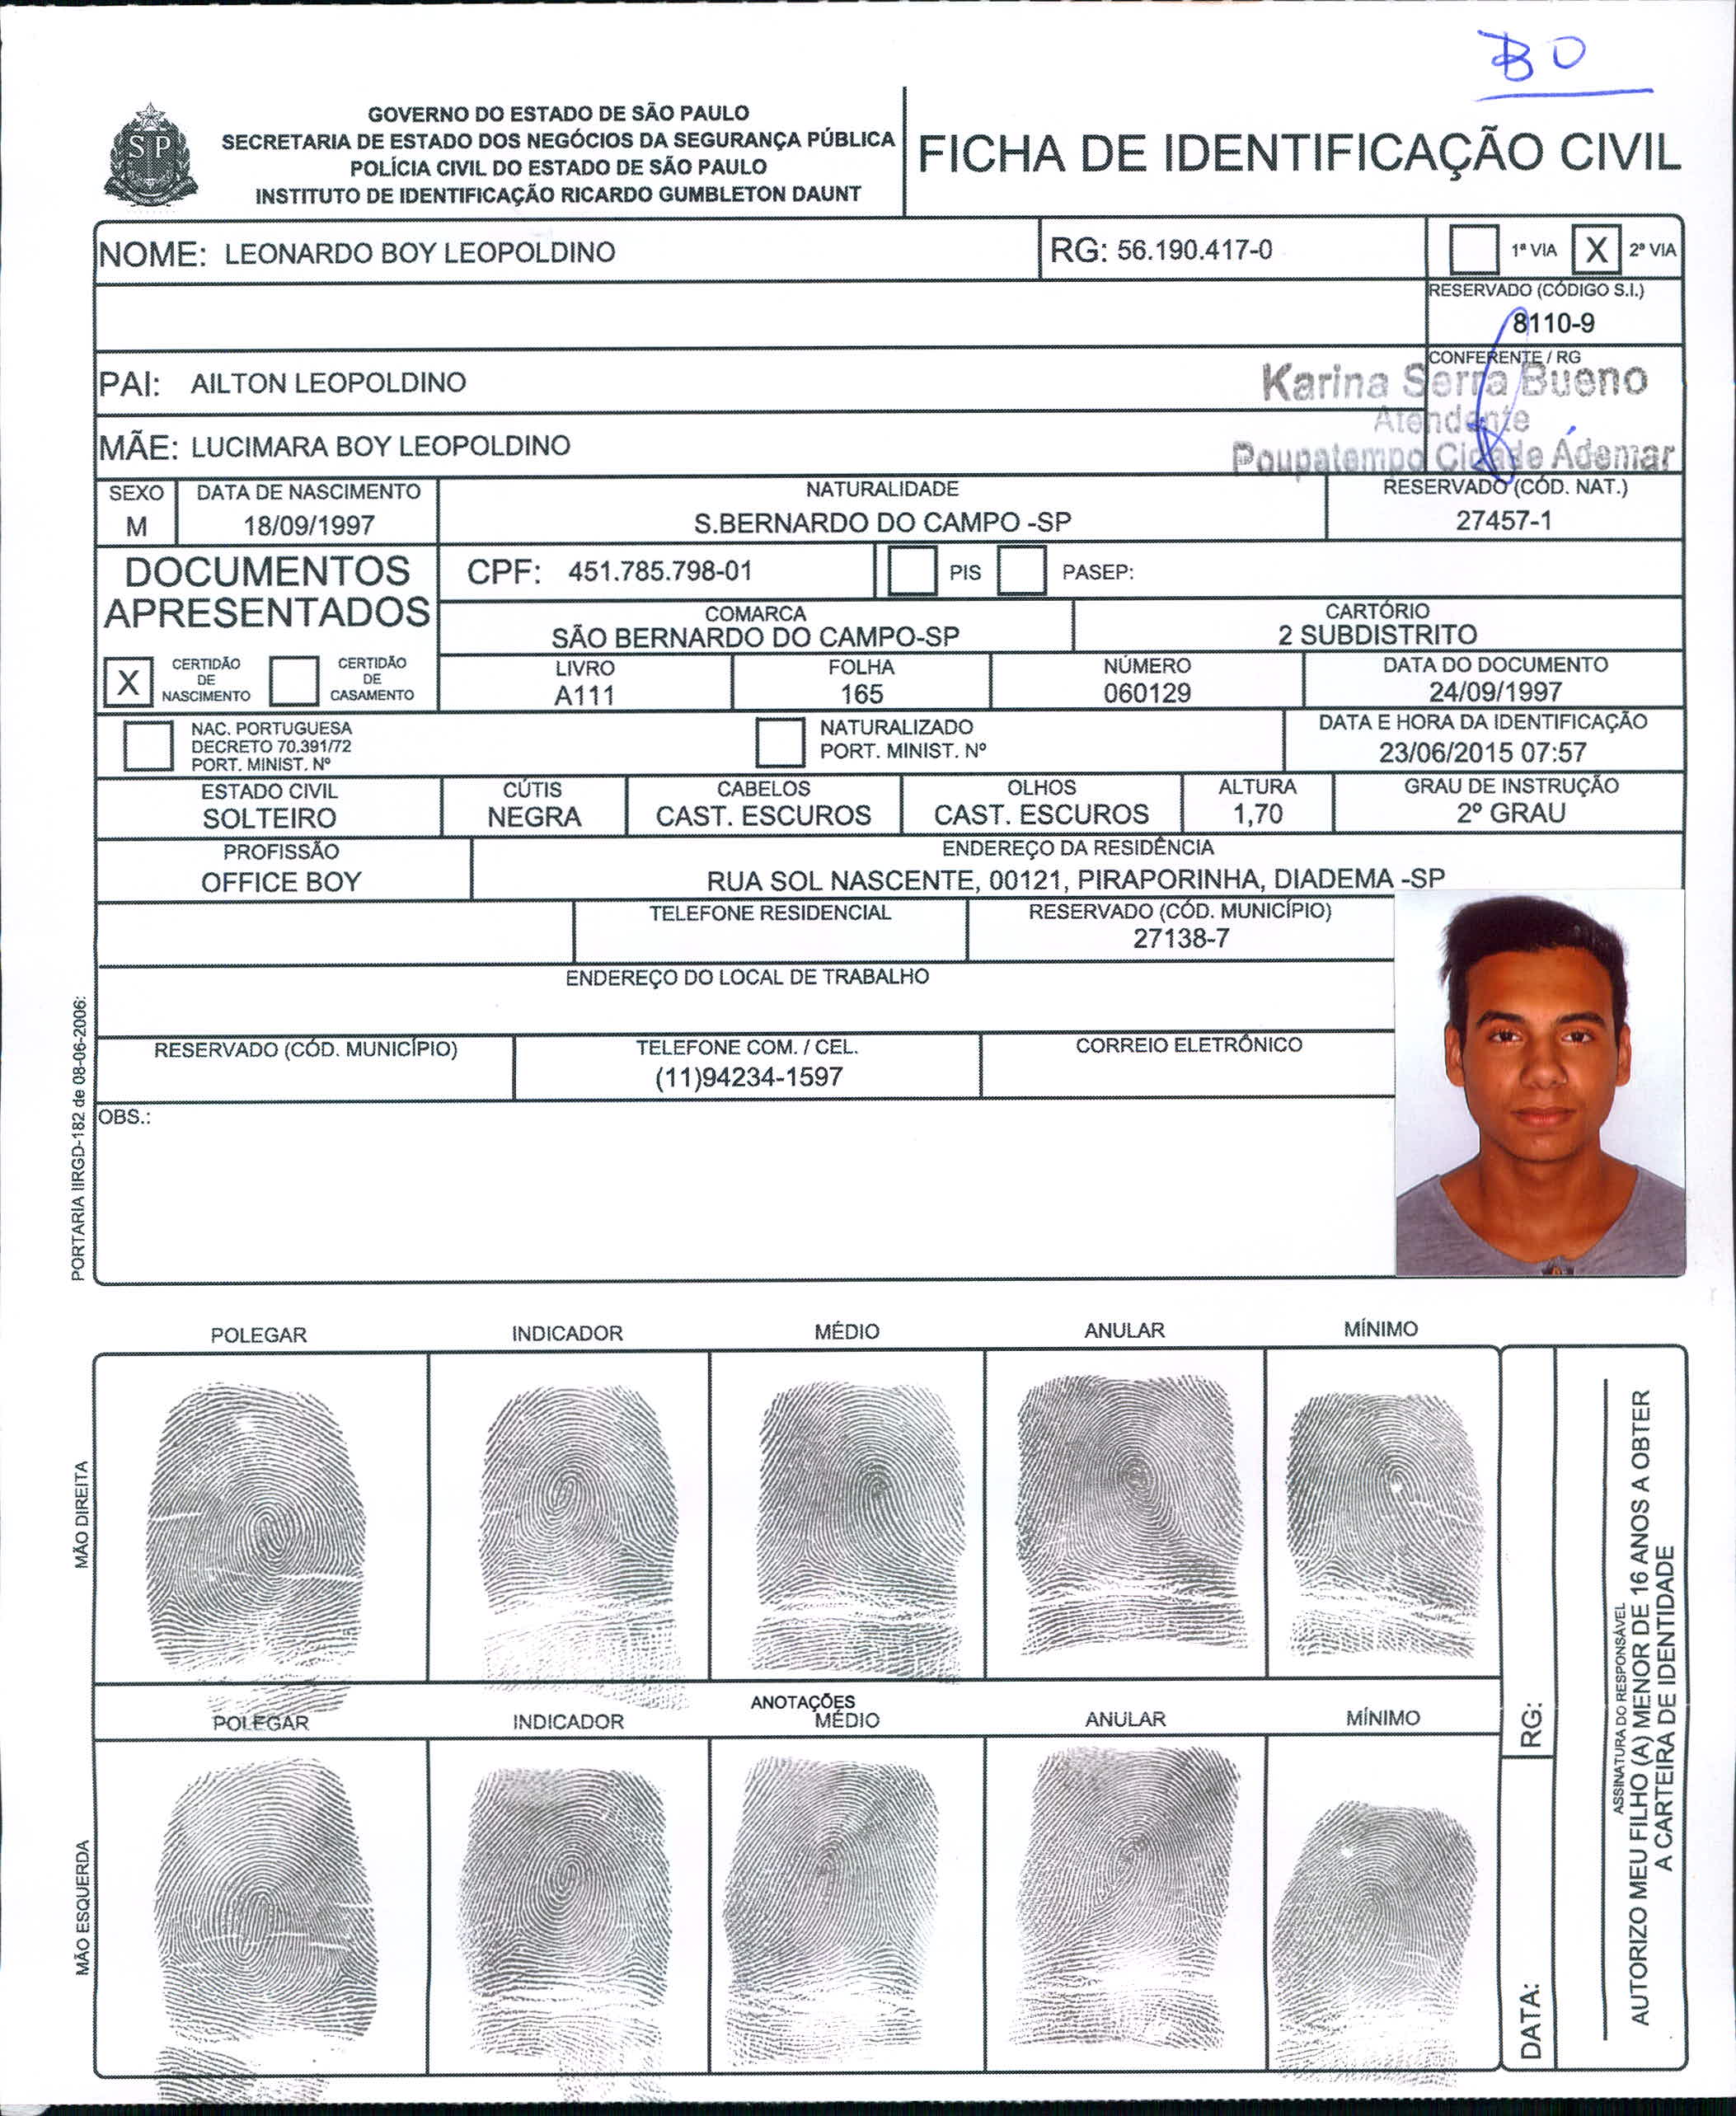 BO
GOVERNO DO ESTADO DE SÃO PAULO
SECRETARIA DE ESTADO DOS NEGÓCIOS DA SEGURANÇA PÚBLICA
POLÍCIA CIVIL DO ESTADO DE SÃO PAULO
INSTITUTO DE IDENTIFICAÇÃO RICARDO GUMBLETON DAUNT
SP
FICHA DE IDENTIFICAÇÃO CIVIL
NOME: LEONARDO BOY LEOPOLDINO
RG: 56.190.417-0
1ª VIA X 2ª VIA
RESERVADO (CÓDIGO S.I.)
8110-9
PAI: AILTON LEOPOLDINO
CONFERENTE / RG
Karina Serra Bueno
Atendente
Poupatempo Cidade Ademar
MÃE: LUCIMARA BOY LEOPOLDINO
SEXO
M
DATA DE NASCIMENTO
18/09/1997
NATURALIDADE
S.BERNARDO DO CAMPO -SP
RESERVADO (CÓD. NAT.)
27457-1
DOCUMENTOS
APRESENTADOS
CPF: 451.785.798-01
PIS
PASEP:
COMARCA
SÃO BERNARDO DO CAMPO-SP
CARTÓRIO
2 SUBDISTRITO
X
CERTIDÃO
DE
NASCIMENTO
CERTIDÃO
DE
CASAMENTO
LIVRO
A111
FOLHA
165
NÚMERO
060129
DATA DO DOCUMENTO
24/09/1997
NAC. PORTUGUESA
DECRETO 70.391/72
PORT. MINIST. Nº
NATURALIZADO
PORT. MINIST. Nº
DATA E HORA DA IDENTIFICAÇÃO
23/06/2015 07:57
ESTADO CIVIL
SOLTEIRO
CÚTIS
NEGRA
CABELOS
CAST. ESCUROS
OLHOS
CAST. ESCUROS
ALTURA
1,70
GRAU DE INSTRUÇÃO
2º GRAU
PROFISSÃO
OFFICE BOY
ENDEREÇO DA RESIDÊNCIA
RUA SOL NASCENTE, 00121, PIRAPORINHA, DIADEMA -SP
TELEFONE RESIDENCIAL
RESERVADO (CÓD. MUNICÍPIO)
27138-7
ENDEREÇO DO LOCAL DE TRABALHO
RESERVADO (CÓD. MUNICÍPIO)
TELEFONE COM. / CEL.
(11)94234-1597
CORREIO ELETRÔNICO
OBS.:
PORTARIA IIRGD-182 de 08-06-2006:
POLEGAR INDICADOR MÉDIO ANULAR MÍNIMO
MÃO DIREITA
ANOTAÇÕES
POLEGAR INDICADOR MÉDIO ANULAR MÍNIMO
MÃO ESQUERDA
RG:
DATA:
ASSINATURA DO RESPONSÁVEL
AUTORIZO MEU FILHO (A) MENOR DE 16 ANOS A OBTER
A CARTEIRA DE IDENTIDADE